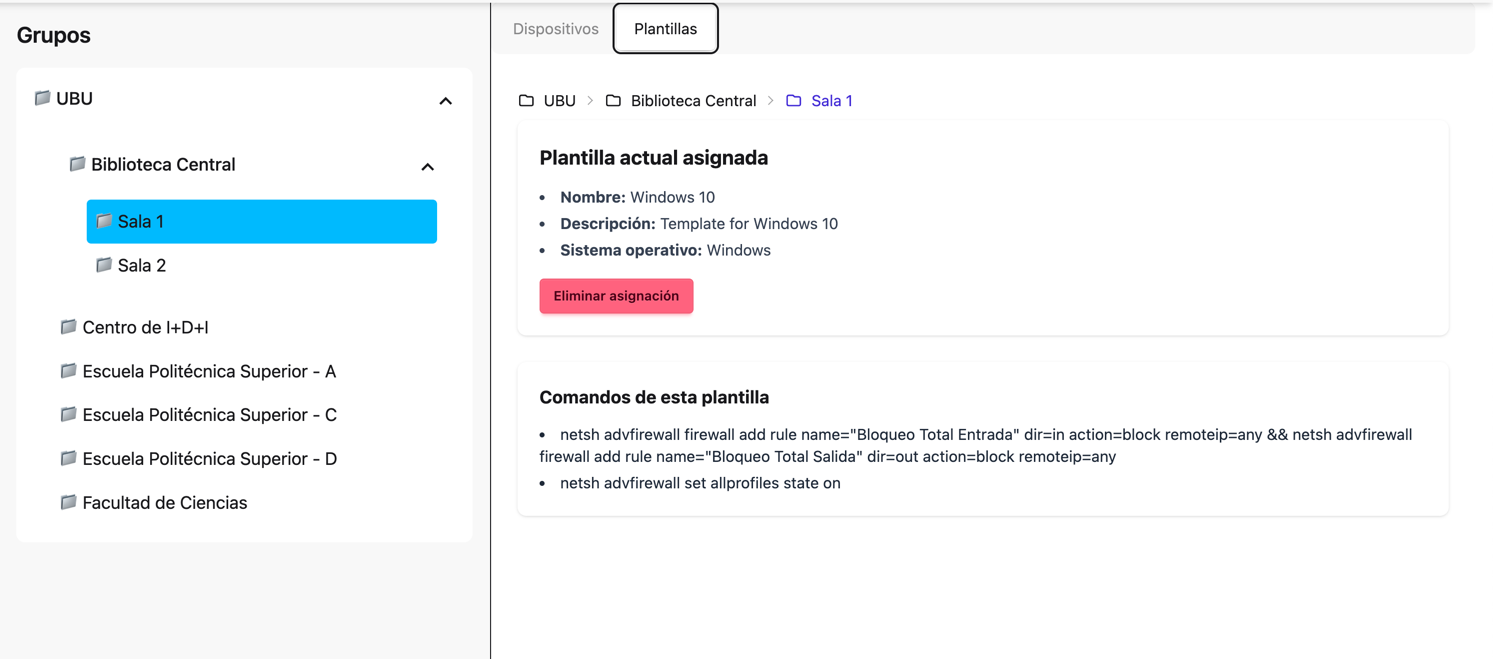 Grupos
UBU
Biblioteca Central
Sala 1
Sala 2
Centro de I+D+I
Escuela Politécnica Superior - A
Escuela Politécnica Superior - C
Escuela Politécnica Superior - D
Facultad de Ciencias
Dispositivos
Plantillas
UBU > Biblioteca Central > Sala 1
Plantilla actual asignada
• Nombre: Windows 10
• Descripción: Template for Windows 10
• Sistema operativo: Windows
Eliminar asignación
Comandos de esta plantilla
• netsh advfirewall firewall add rule name="Bloqueo Total Entrada" dir=in action=block remoteip=any && netsh advfirewall
firewall add rule name="Bloqueo Total Salida" dir=out action=block remoteip=any
• netsh advfirewall set allprofiles state on